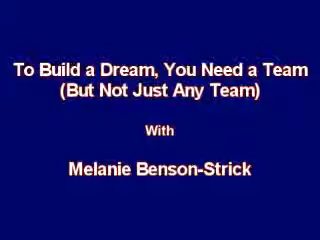 To Build a Dream, You Need a Team
(But Not Just Any Team)
With
Melanie Benson-Strick